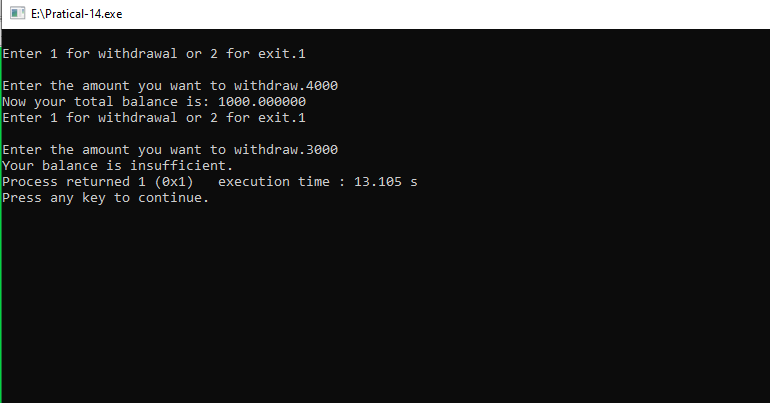 E:\Pratical-14.exe
Enter 1 for withdrawal or 2 for exit.1
Enter the amount you want to withdraw.4000
Now your total balance is: 1000.000000
Enter 1 for withdrawal or 2 for exit.1
Enter the amount you want to withdraw.3000
Your balance is insufficient.
Process returned 1 (0x1)   execution time : 13.105 s
Press any key to continue.